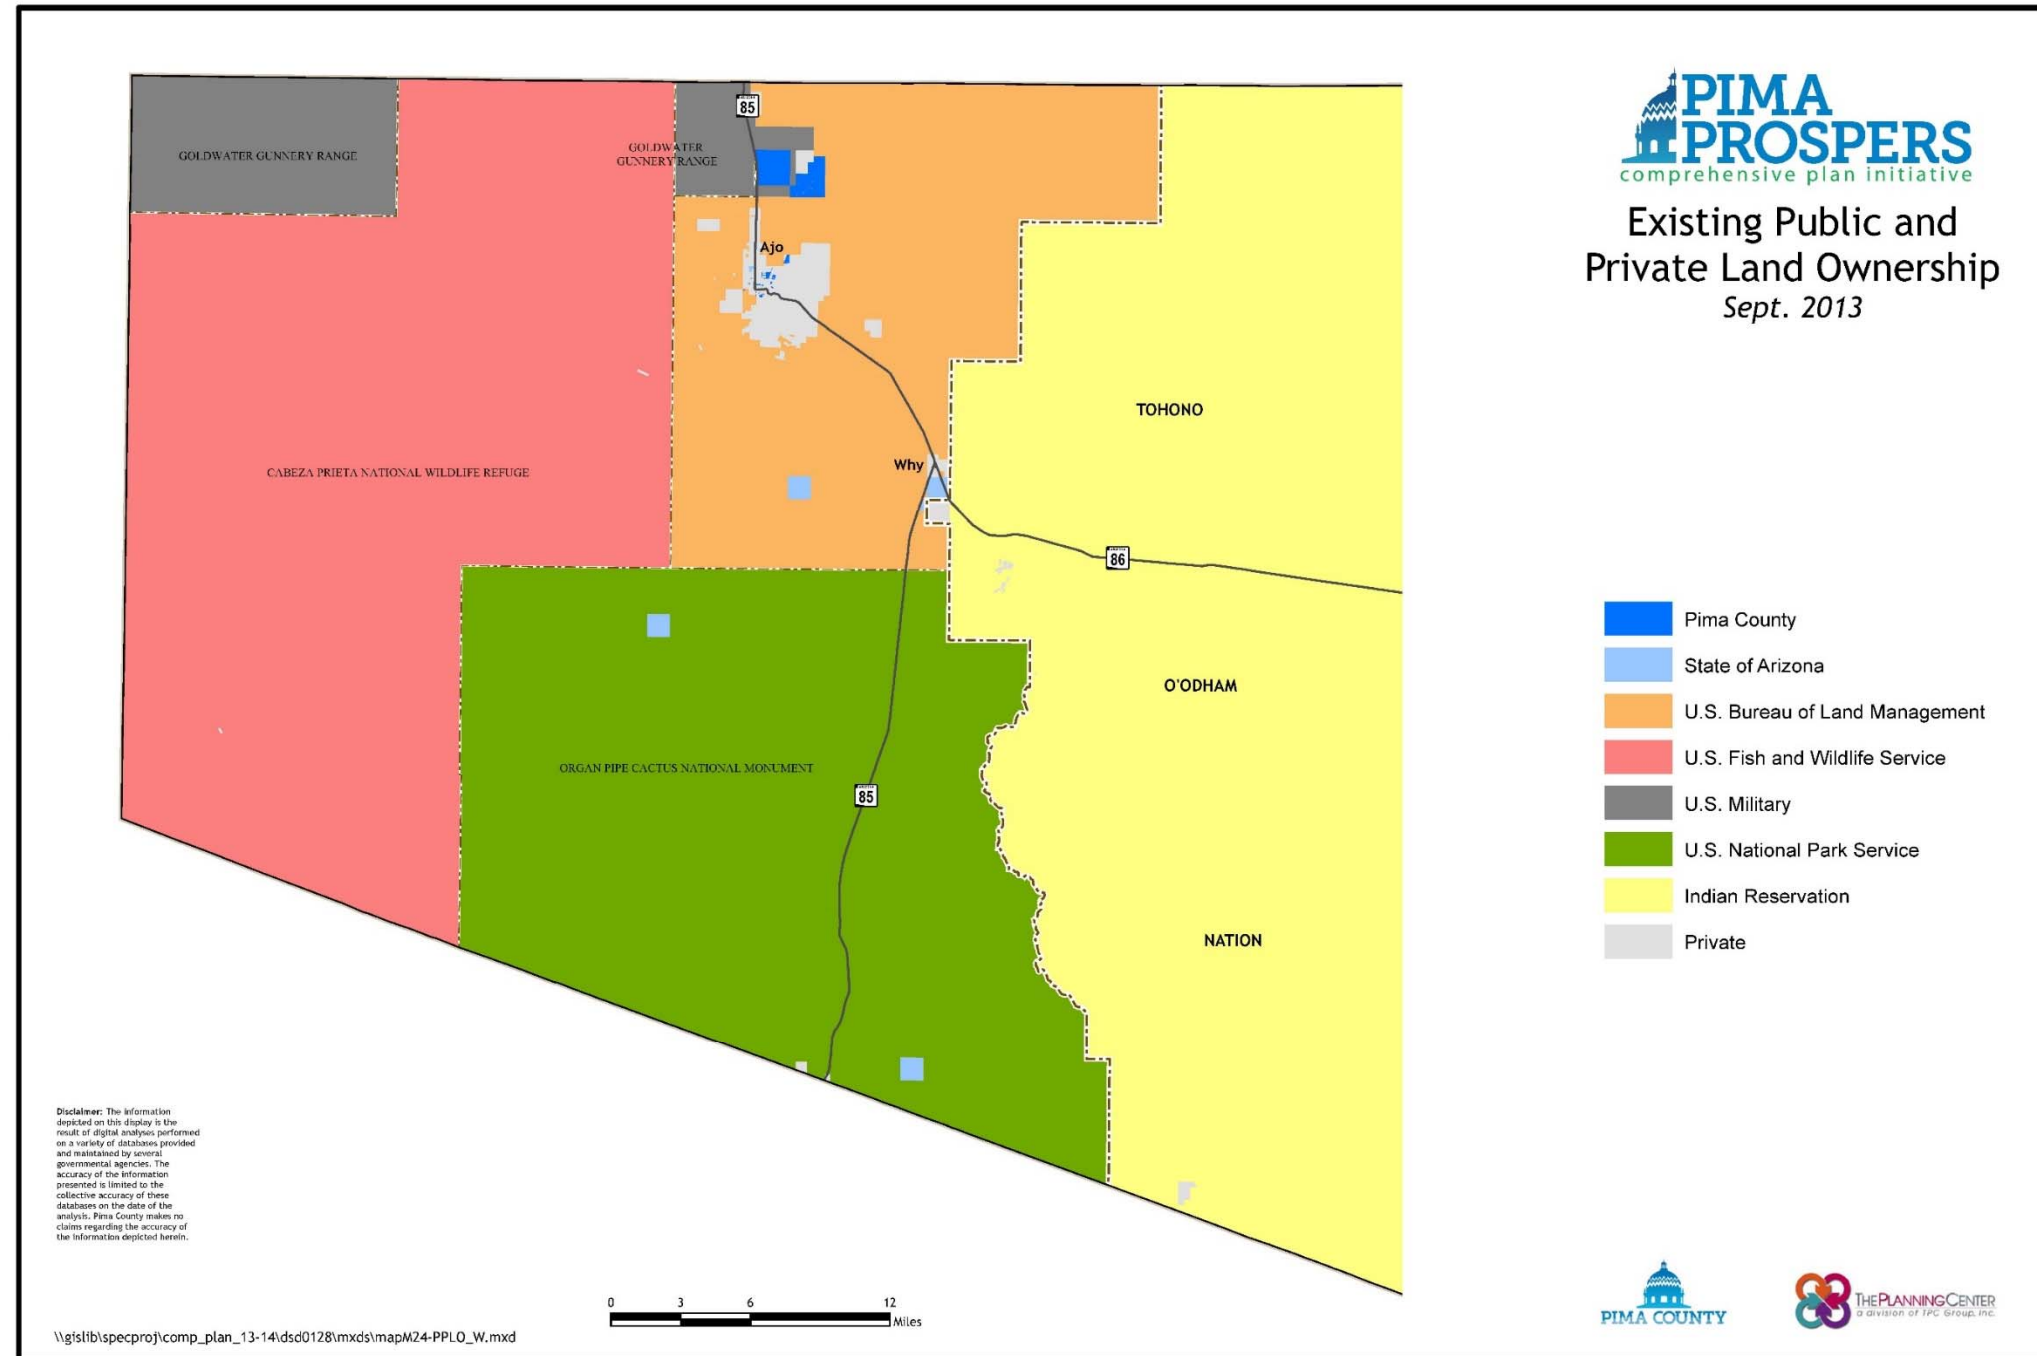 PIMA
PROSPERS
comprehensive plan initiative
Existing Public and
Private Land Ownership
Sept. 2013
85
GOLDWATER GUNNERY RANGE
GOLDWATER
GUNNERY RANGE
Ajo
TOHONO
Why
CABEZA PRIETA NATIONAL WILDLIFE REFUGE
86
O'ODHAM
ORGAN PIPE CACTUS NATIONAL MONUMENT
85
NATION
Pima County
State of Arizona
U.S. Bureau of Land Management
U.S. Fish and Wildlife Service
U.S. Military
U.S. National Park Service
Indian Reservation
Private
Disclaimer: The information
depicted on this display is the
result of digital analyses performed
on a variety of databases provided
and maintained by several
governmental agencies. The
accuracy of the information
presented is limited to the
collective accuracy of these
databases on the date of the
analysis. Pima County makes no
claims regarding the accuracy of
the information depicted herein.
0 3 6 12
Miles
\\gislib\specproj\comp_plan_13-14\dsd0128\mxds\mapM24-PPLO_W.mxd
PIMA COUNTY
THE PLANNING CENTER
a division of TPC Group, Inc.